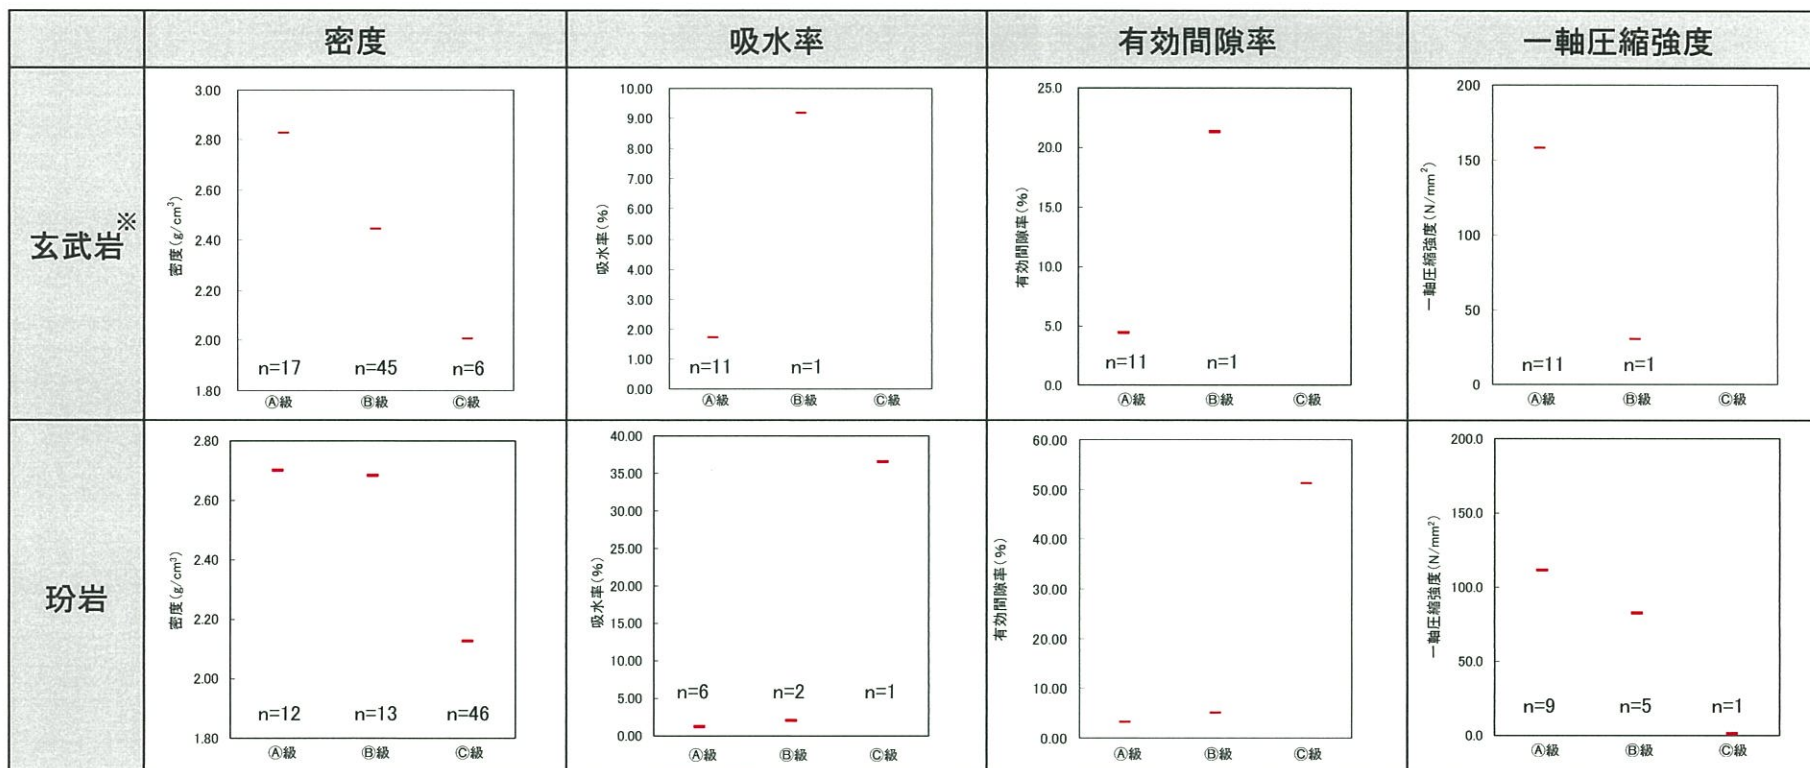 密度 吸水率 有効間隙率 一軸圧縮強度
玄武岩※
密度(g/cm³)
3.00
2.80
2.60
2.40
2.20
2.00
1.80
n=17 n=45 n=6
Ⓐ級 Ⓑ級 Ⓒ級
吸水率(%)
10.00
9.00
8.00
7.00
6.00
5.00
4.00
3.00
2.00
1.00
0.00
n=11 n=1
Ⓐ級 Ⓑ級 Ⓒ級
有効間隙率(%)
25.0
20.0
15.0
10.0
5.0
0.0
n=11 n=1
Ⓐ級 Ⓑ級 Ⓒ級
一軸圧縮強度(N/mm²)
200
150
100
50
0
n=11 n=1
Ⓐ級 Ⓑ級 Ⓒ級
玢岩
密度(g/cm³)
2.80
2.60
2.40
2.20
2.00
1.80
n=12 n=13 n=46
Ⓐ級 Ⓑ級 Ⓒ級
吸水率(%)
40.00
35.00
30.00
25.00
20.00
15.00
10.00
5.00
0.00
n=6 n=2 n=1
Ⓐ級 Ⓑ級 Ⓒ級
有効間隙率(%)
60.00
50.00
40.00
30.00
20.00
10.00
0.00
Ⓐ級 Ⓑ級 Ⓒ級
一軸圧縮強度(N/mm²)
200.0
150.0
100.0
50.0
0.0
n=9 n=5 n=1
Ⓐ級 Ⓑ級 Ⓒ級